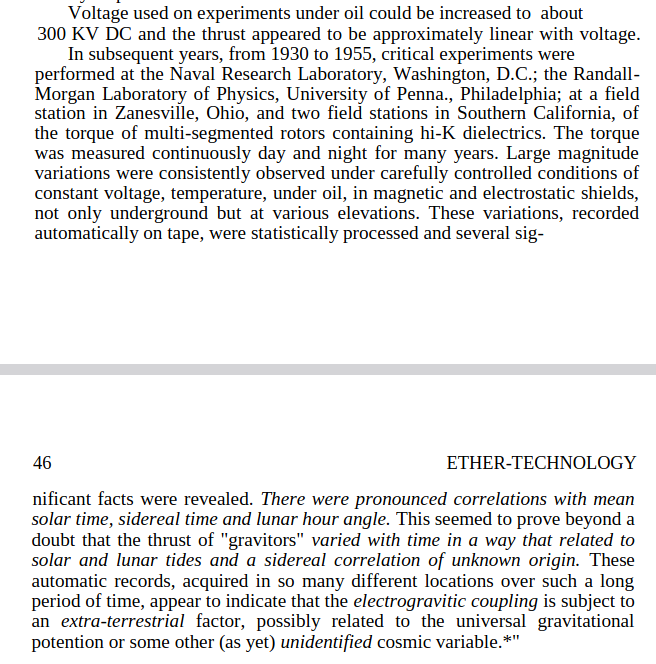 Voltage used on experiments under oil could be increased to about
300 KV DC and the thrust appeared to be approximately linear with voltage.
In subsequent years, from 1930 to 1955, critical experiments were
performed at the Naval Research Laboratory, Washington, D.C.; the Randall-
Morgan Laboratory of Physics, University of Penna., Philadelphia; at a field
station in Zanesville, Ohio, and two field stations in Southern California, of
the torque of multi-segmented rotors containing hi-K dielectrics. The torque
was measured continuously day and night for many years. Large magnitude
variations were consistently observed under carefully controlled conditions of
constant voltage, temperature, under oil, in magnetic and electrostatic shields,
not only underground but at various elevations. These variations, recorded
automatically on tape, were statistically processed and several sig-
46 ETHER-TECHNOLOGY
nificant facts were revealed. There were pronounced correlations with mean
solar time, sidereal time and lunar hour angle. This seemed to prove beyond a
doubt that the thrust of "gravitors" varied with time in a way that related to
solar and lunar tides and a sidereal correlation of unknown origin. These
automatic records, acquired in so many different locations over such a long
period of time, appear to indicate that the electrogravitic coupling is subject to
an extra-terrestrial factor, possibly related to the universal gravitational
potention or some other (as yet) unidentified cosmic variable.*"